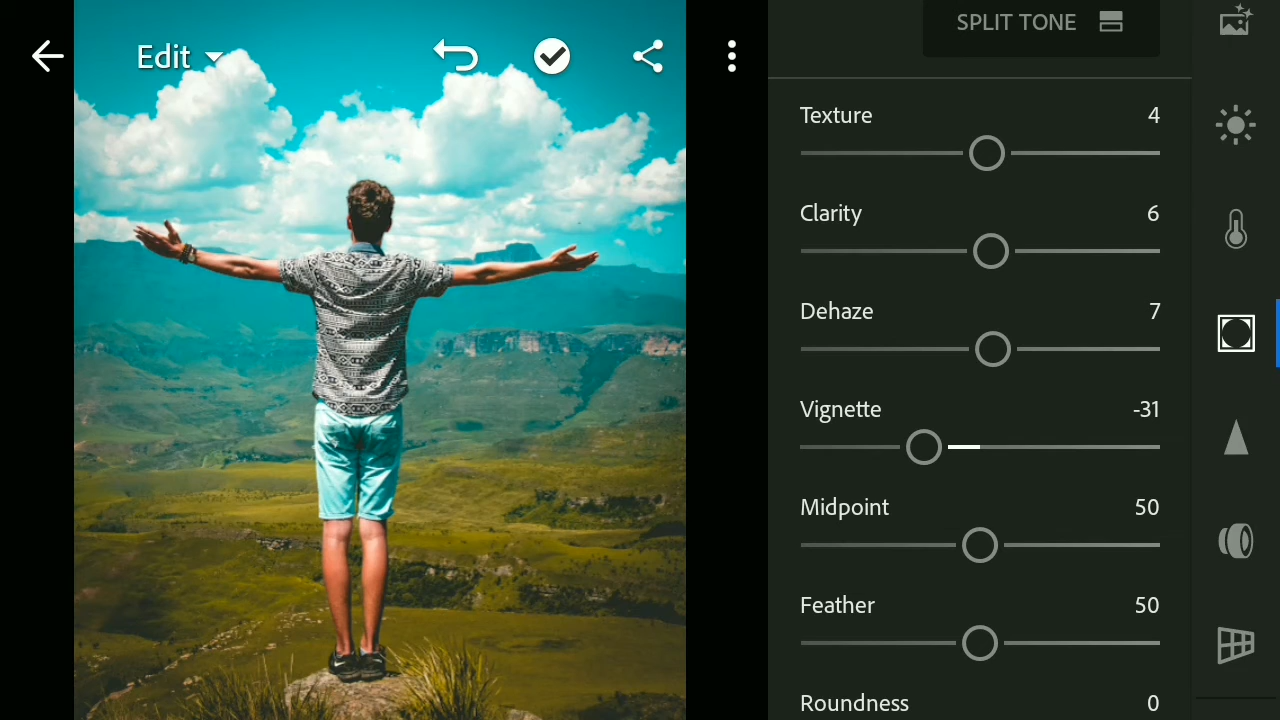 Edit
SPLIT TONE
Texture 4
Clarity 6
Dehaze 7
Vignette -31
Midpoint 50
Feather 50
Roundness 0